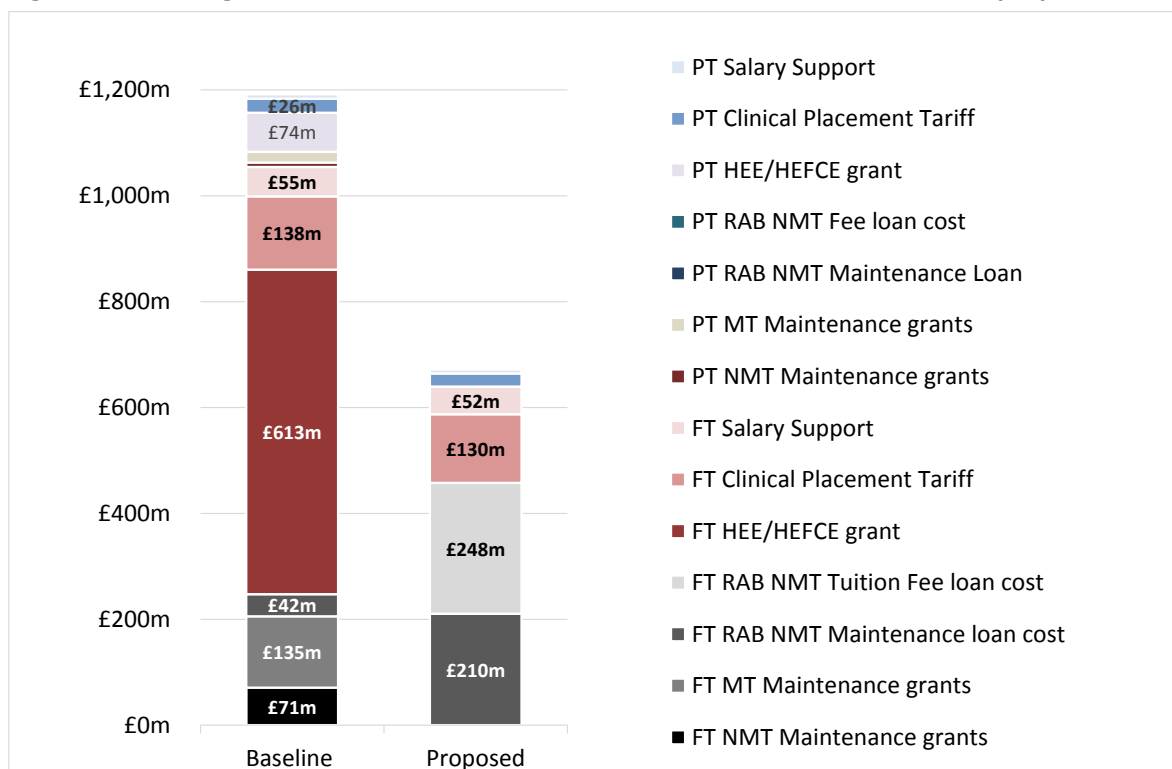 £1,200m
£1,000m
£800m
£600m
£400m
£200m
£0m
£26m
£74m
£55m
£138m
£613m
£42m
£135m
£71m
£52m
£130m
£248m
£210m
Baseline
Proposed
PT Salary Support
PT Clinical Placement Tariff
PT HEE/HEFCE grant
PT RAB NMT Fee loan cost
PT RAB NMT Maintenance Loan
PT MT Maintenance grants
PT NMT Maintenance grants
FT Salary Support
FT Clinical Placement Tariff
FT HEE/HEFCE grant
FT RAB NMT Tuition Fee loan cost
FT RAB NMT Maintenance loan cost
FT MT Maintenance grants
FT NMT Maintenance grants